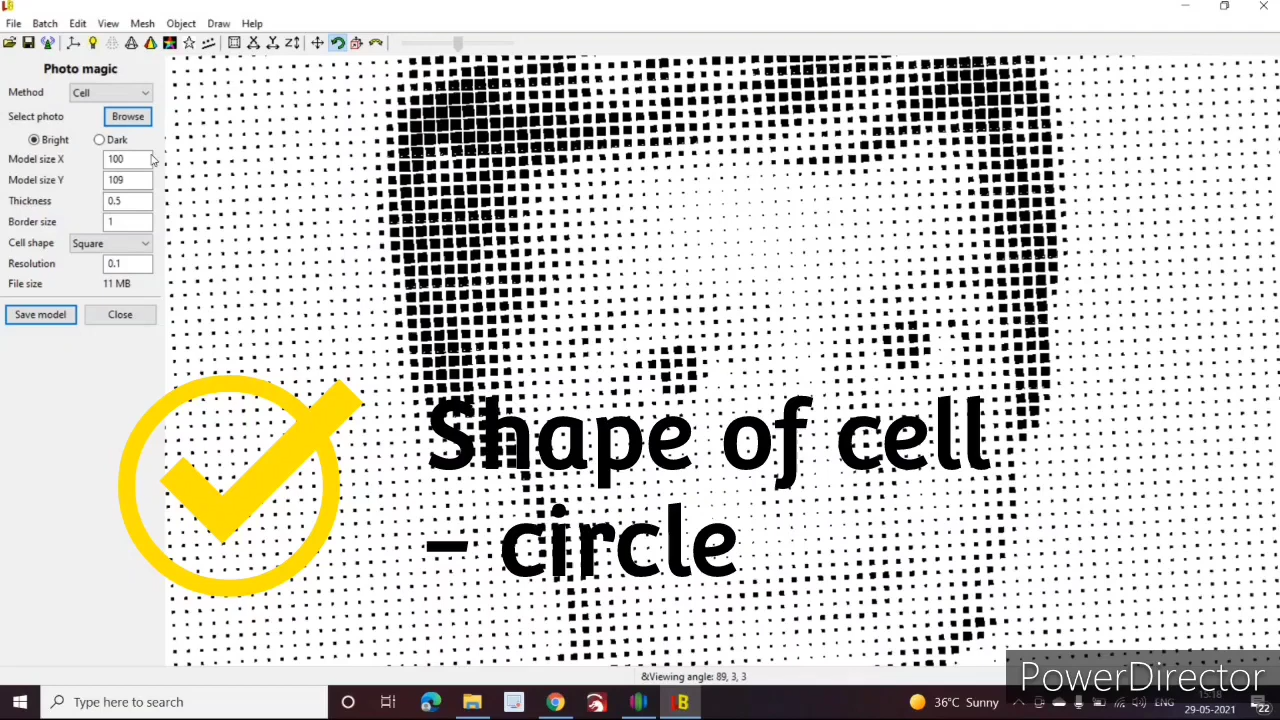 File Batch Edit View Mesh Object Draw Help
Photo magic
Method Cell
Select photo Browse
Bright Dark
Model size X 100
Model size Y 109
Thickness 0.5
Border size 1
Cell shape Square
Resolution 0.1
File size 11 MB
Save model Close
Shape of cell
– circle
&Viewing angle: 89, 3, 3
PowerDirector
Type here to search
36°C Sunny
ENG
15:18
29-05-2021
22